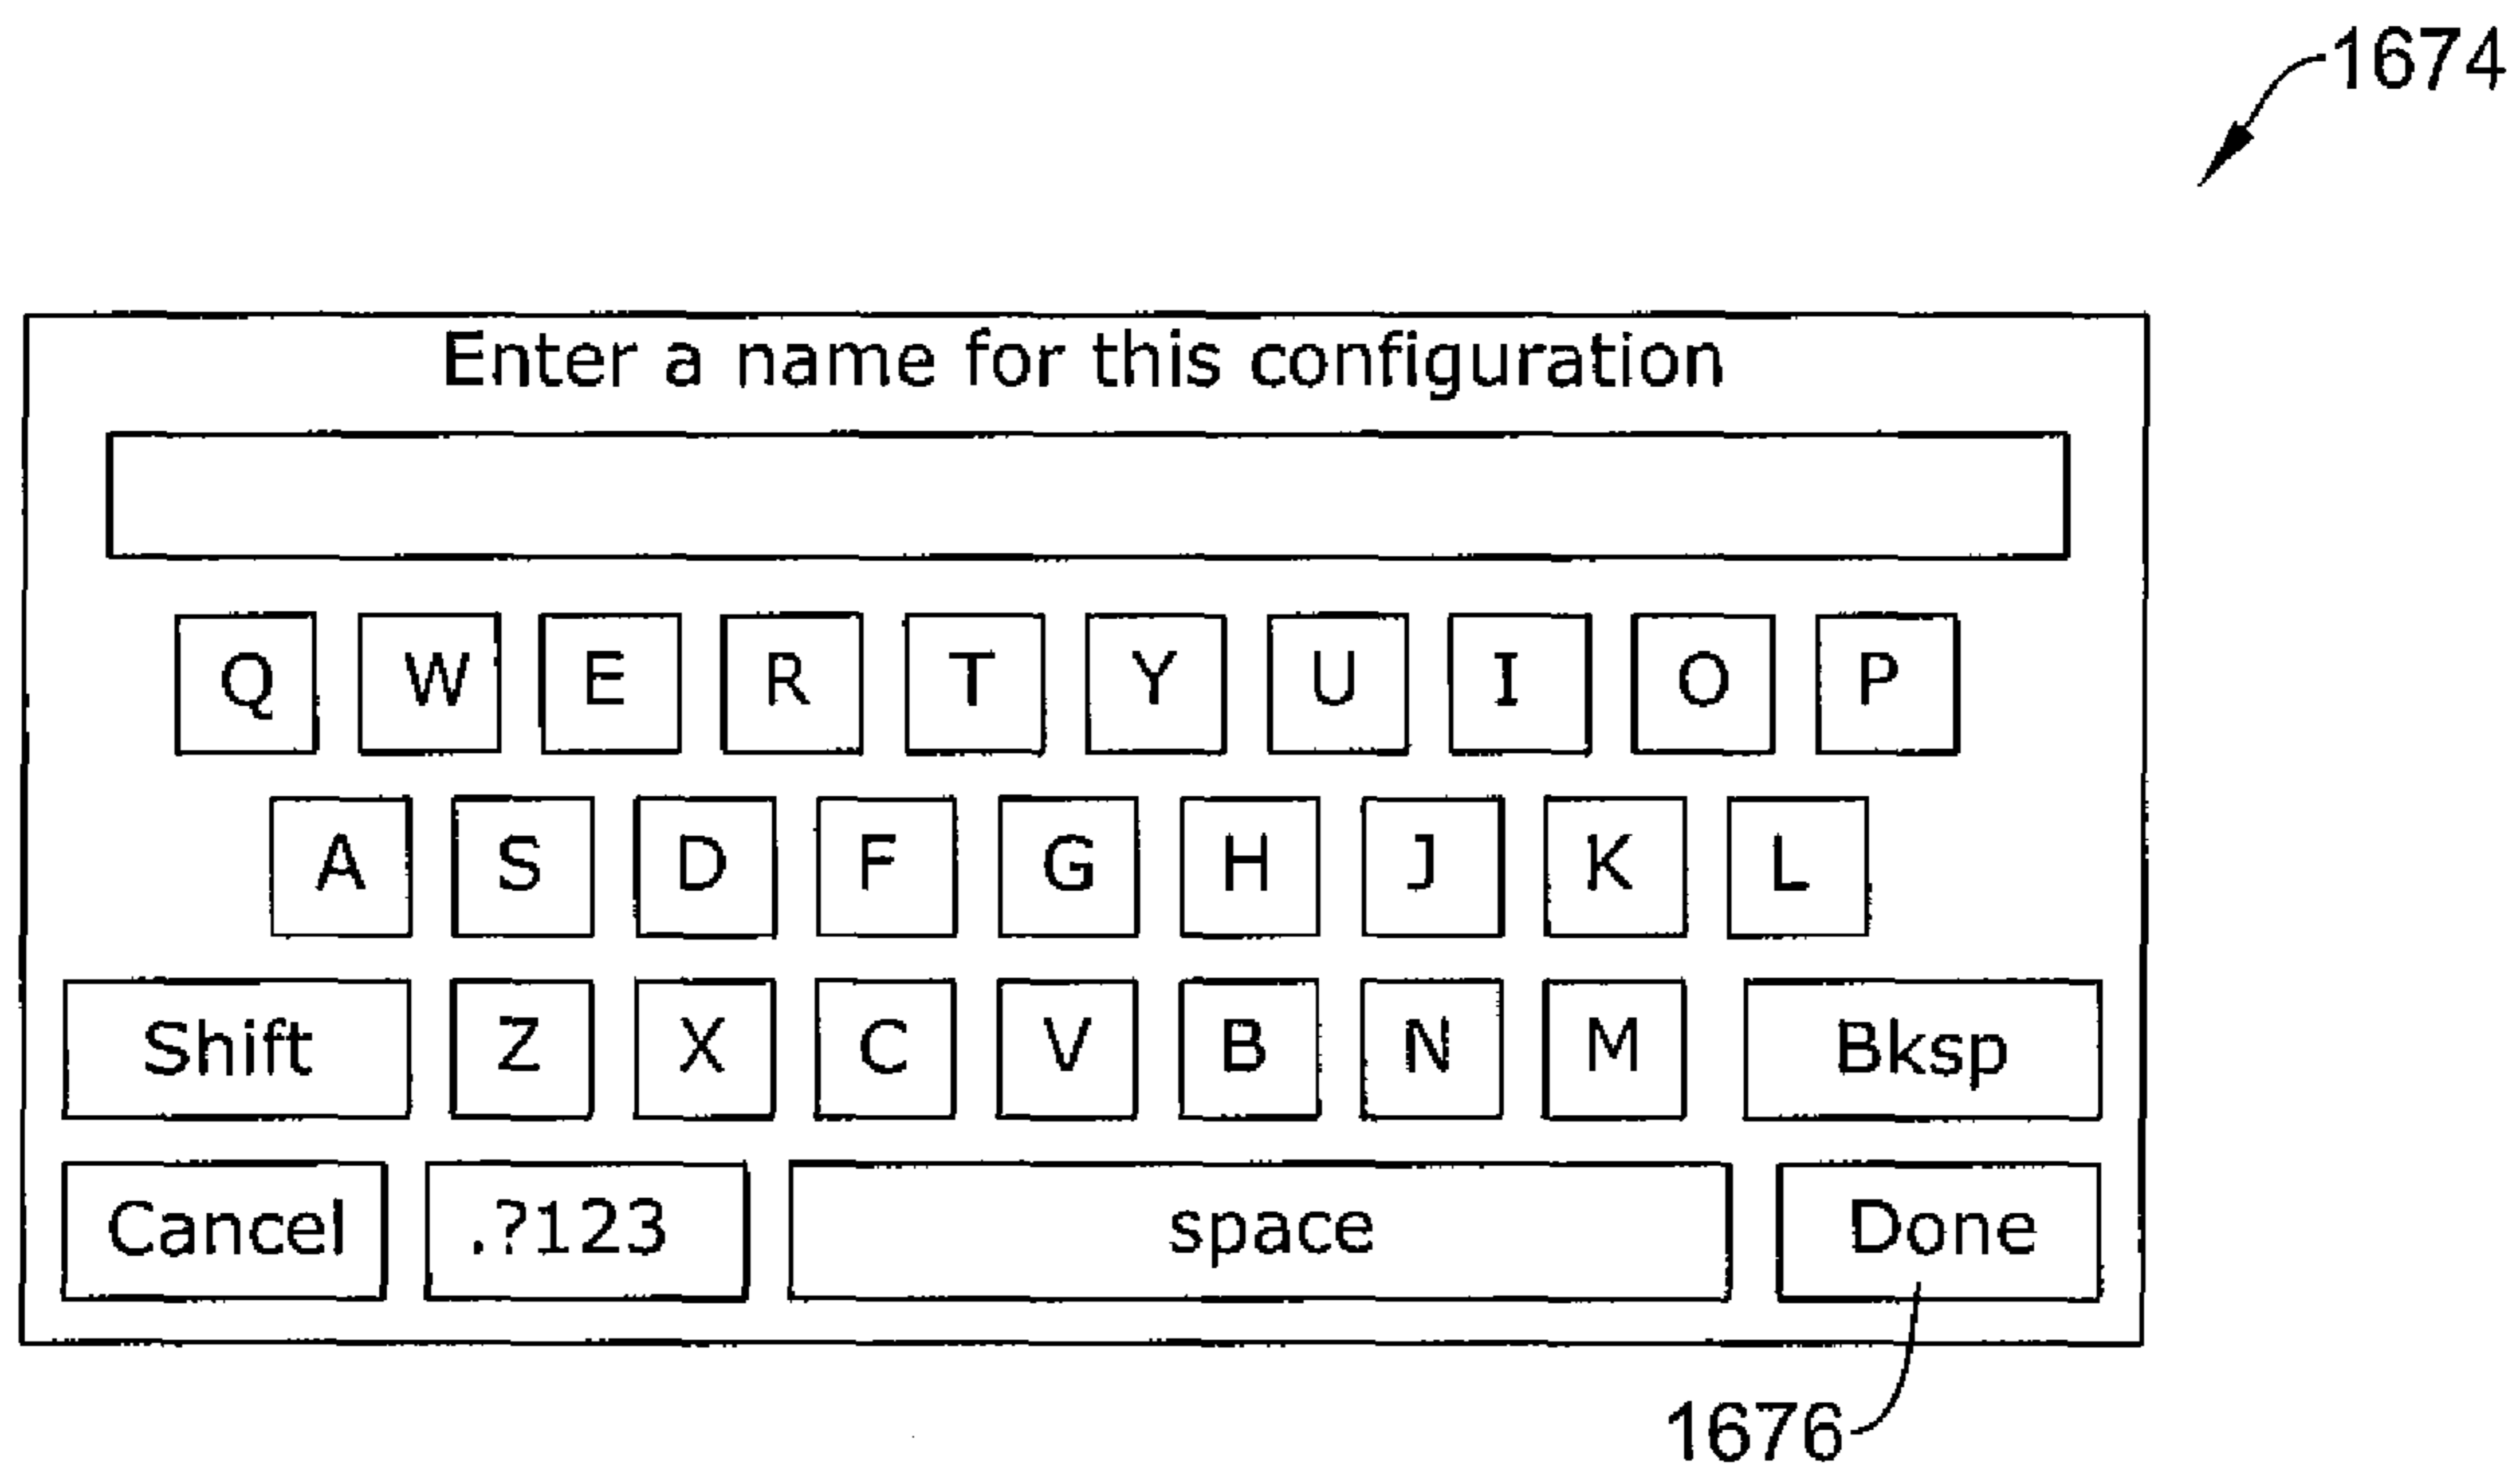 1674
Enter a name for this configuration
Q W E R T Y U I O P
A S D F G H J K L
Shift Z X C V B N M Bksp
Cancel .?123 space Done
1676